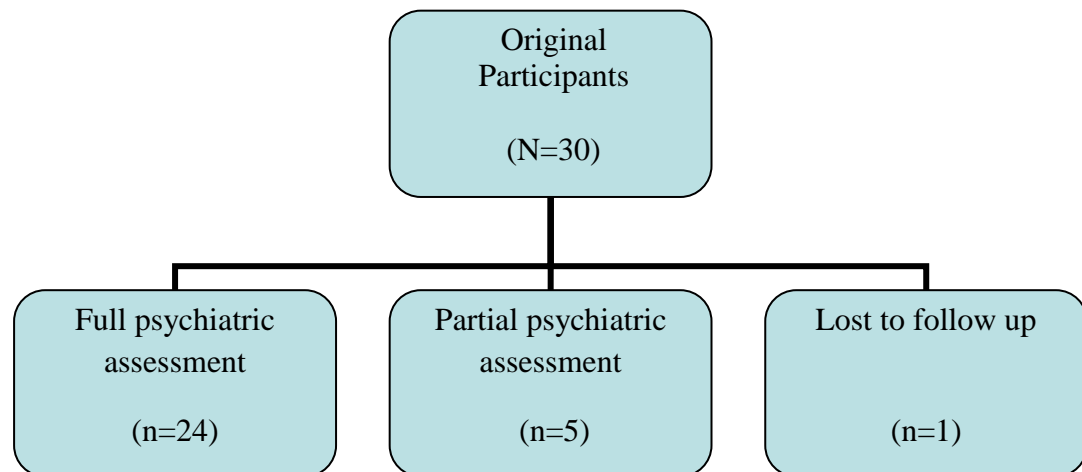 Original
Participants
(N=30)
Full psychiatric
assessment
(n=24)
Partial psychiatric
assessment
(n=5)
Lost to follow up
(n=1)